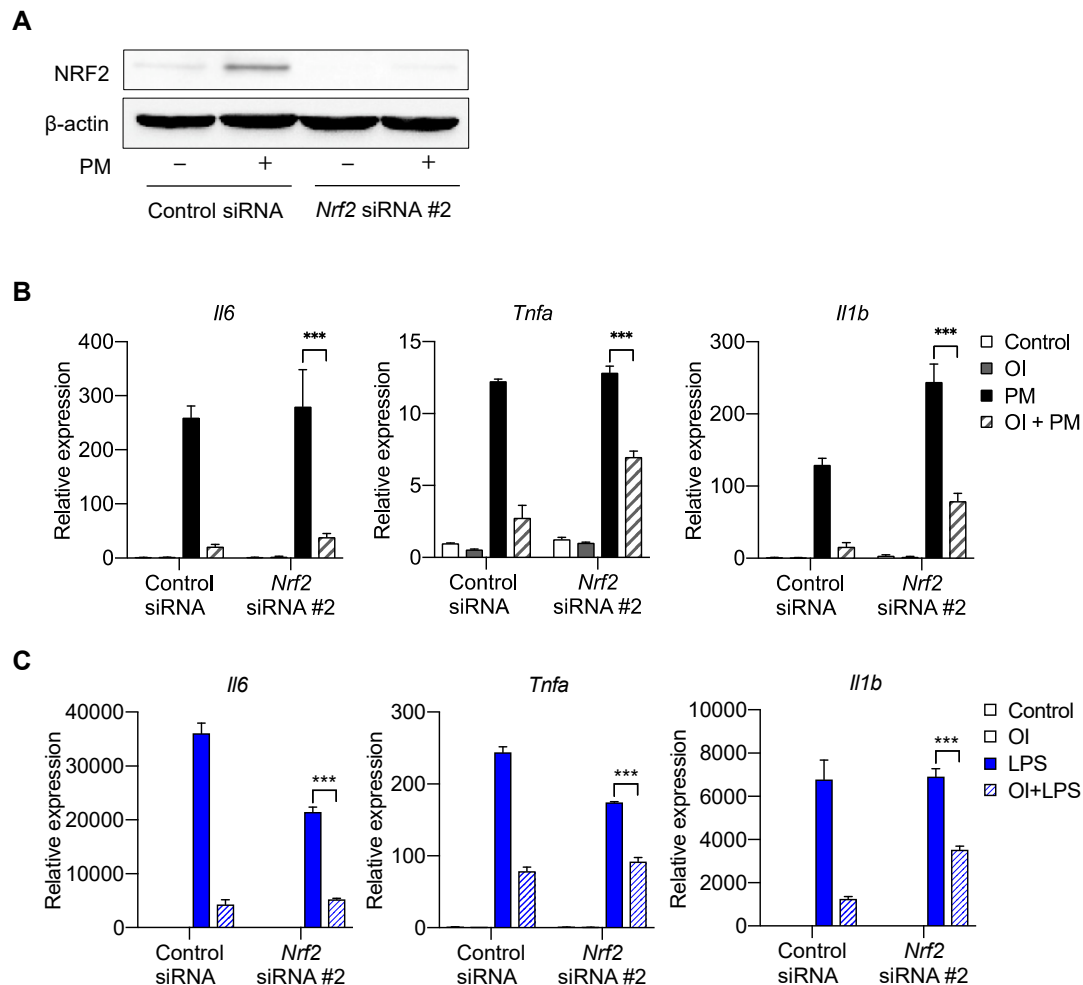 A
NRF2
β-actin
PM − + − +
Control siRNA Nrf2 siRNA #2
B
Il6 Tnfa Il1b
*** *** ***
Relative expression Relative expression Relative expression
400 300 200 100 0
15 10 5 0
300 200 100 0
Control
OI
PM
OI + PM
Control Nrf2 Control Nrf2 Control Nrf2
siRNA siRNA #2 siRNA siRNA #2 siRNA siRNA #2
C
Il6 Tnfa Il1b
*** *** ***
Relative expression Relative expression Relative expression
40000 30000 20000 10000 0
300 200 100 0
10000 8000 6000 4000 2000 0
Control
OI
LPS
OI+LPS
Control Nrf2 Control Nrf2 Control Nrf2
siRNA siRNA #2 siRNA siRNA #2 siRNA siRNA #2